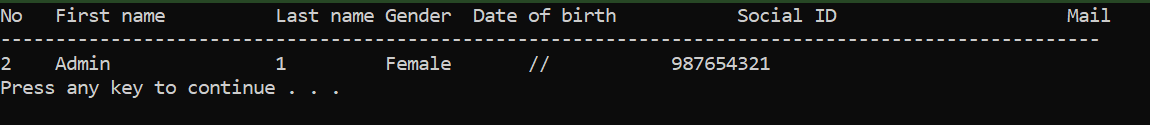 No First name Last name Gender Date of birth Social ID Mail
----------------------------------------------------------------------------------------------------
2 Admin 1 Female // 987654321
Press any key to continue . . .